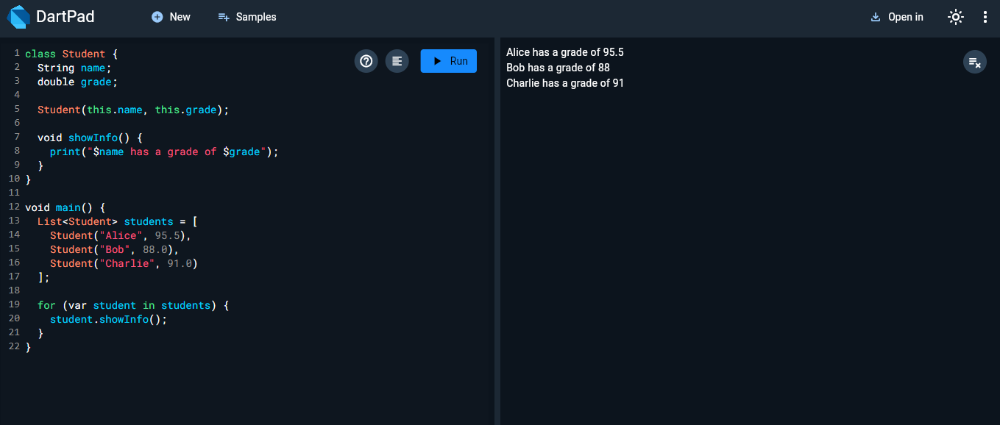 DartPad New Samples Open in
1 class Student {
2   String name;
3   double grade;
4
5   Student(this.name, this.grade);
6
7   void showInfo() {
8     print("$name has a grade of $grade");
9   }
10 }
11
12 void main() {
13   List<Student> students = [
14     Student("Alice", 95.5),
15     Student("Bob", 88.0),
16     Student("Charlie", 91.0)
17   ];
18
19   for (var student in students) {
20     student.showInfo();
21   }
22 }
Run
Alice has a grade of 95.5
Bob has a grade of 88
Charlie has a grade of 91